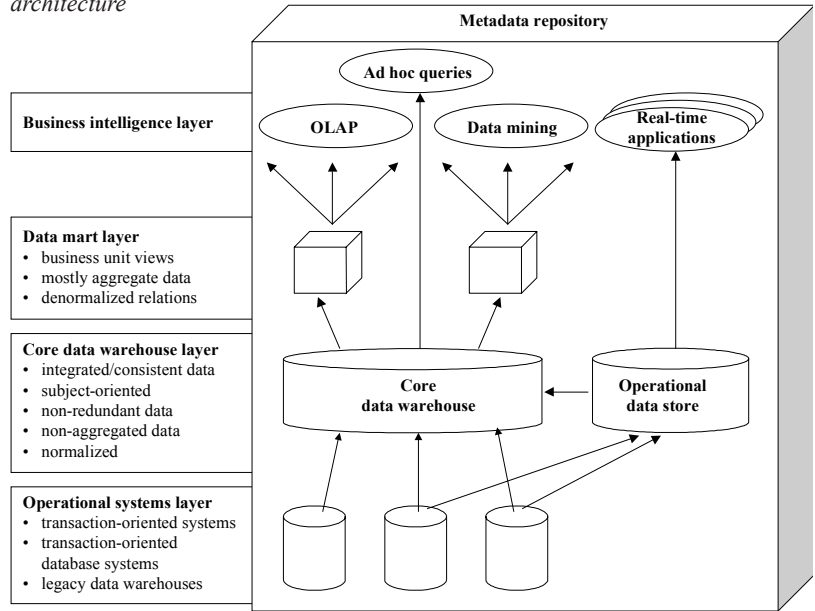 architecture
Metadata repository
Ad hoc queries
Business intelligence layer
OLAP
Data mining
Real-time
applications
Data mart layer
• business unit views
• mostly aggregate data
• denormalized relations
Core data warehouse layer
• integrated/consistent data
• subject-oriented
• non-redundant data
• non-aggregated data
• normalized
Core
data warehouse
Operational
data store
Operational systems layer
• transaction-oriented systems
• transaction-oriented
database systems
• legacy data warehouses